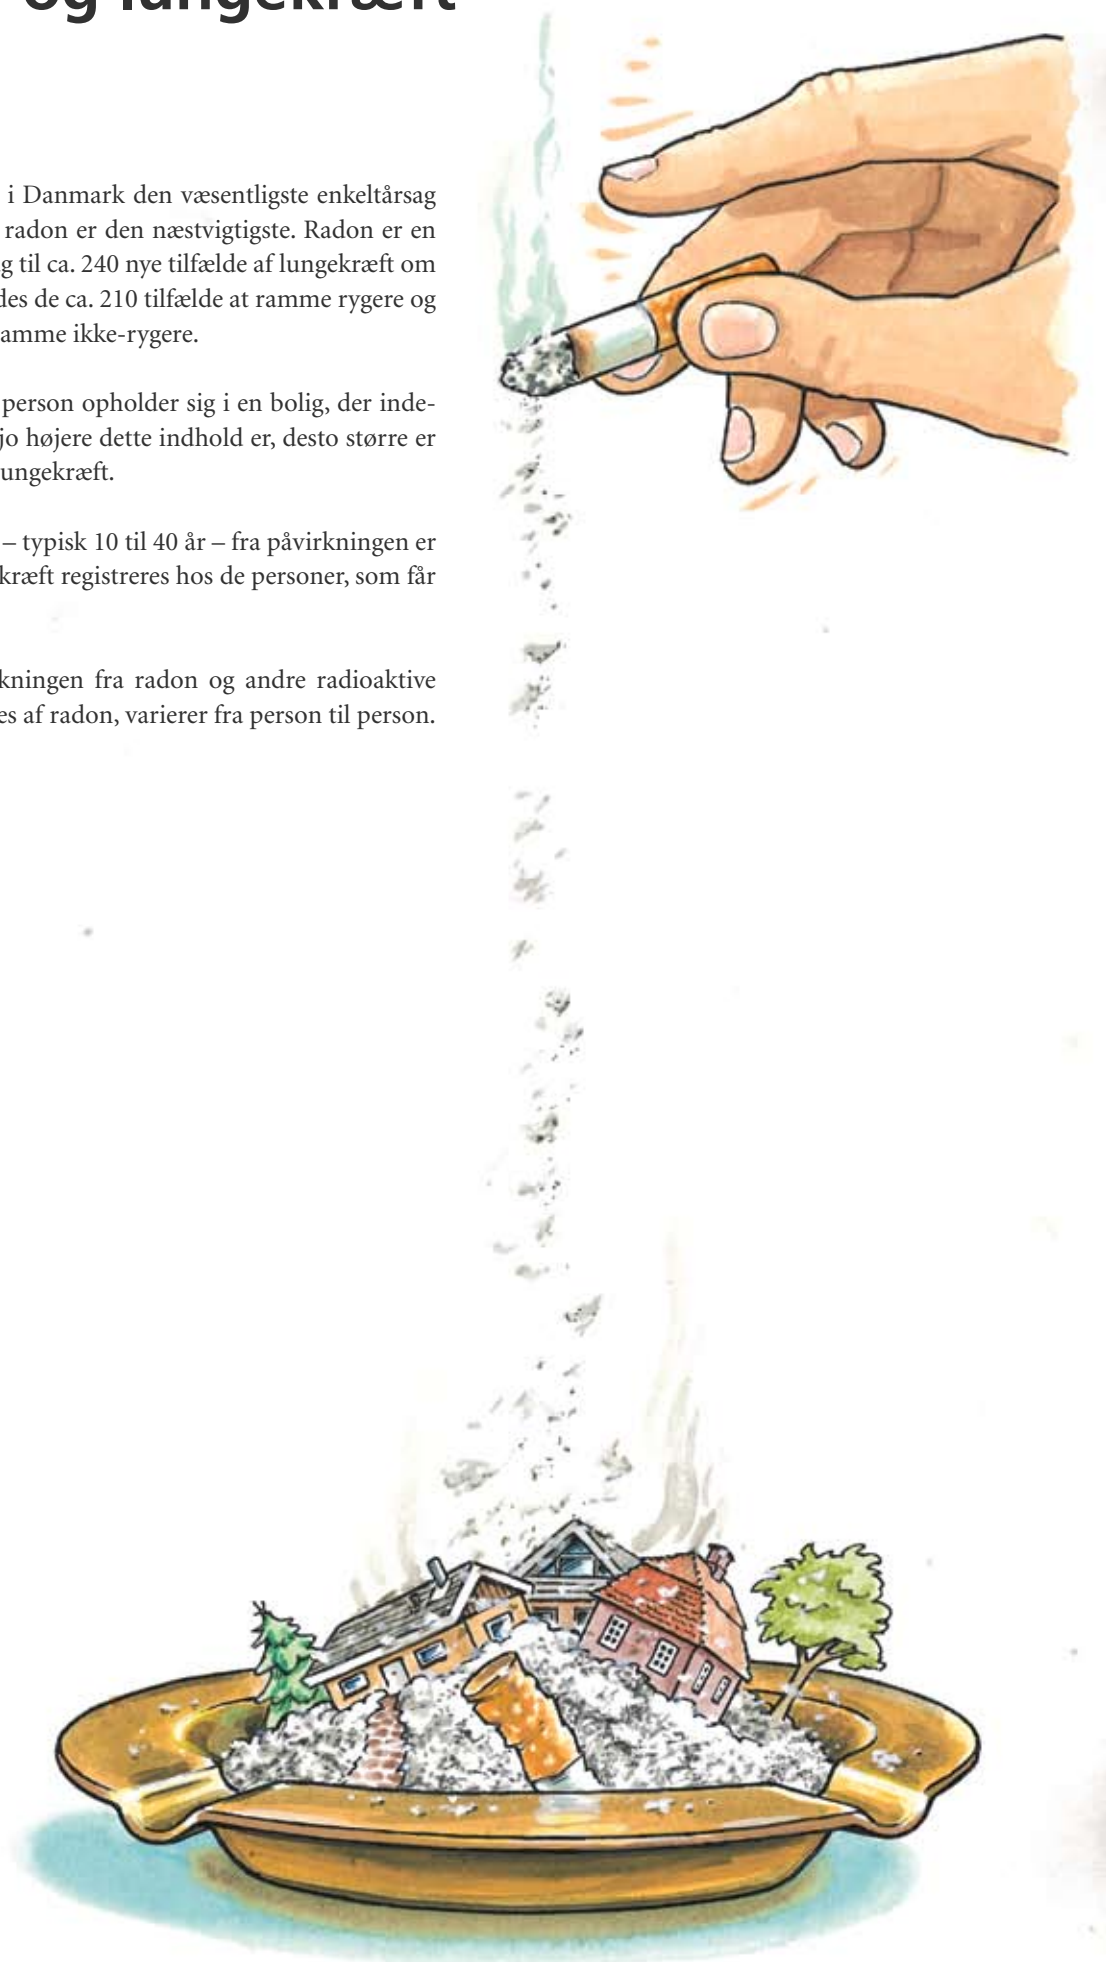 og lungekræft
i Danmark den væsentligste enkeltårsag
radon er den næstvigtigste. Radon er en
g til ca. 240 nye tilfælde af lungekræft om
des de ca. 210 tilfælde at ramme rygere og
amme ikke-rygere.
person opholder sig i en bolig, der inde-
jo højere dette indhold er, desto større er
ungekræft.
– typisk 10 til 40 år – fra påvirkningen er
kræft registreres hos de personer, som får
kningen fra radon og andre radioaktive
es af radon, varierer fra person til person.